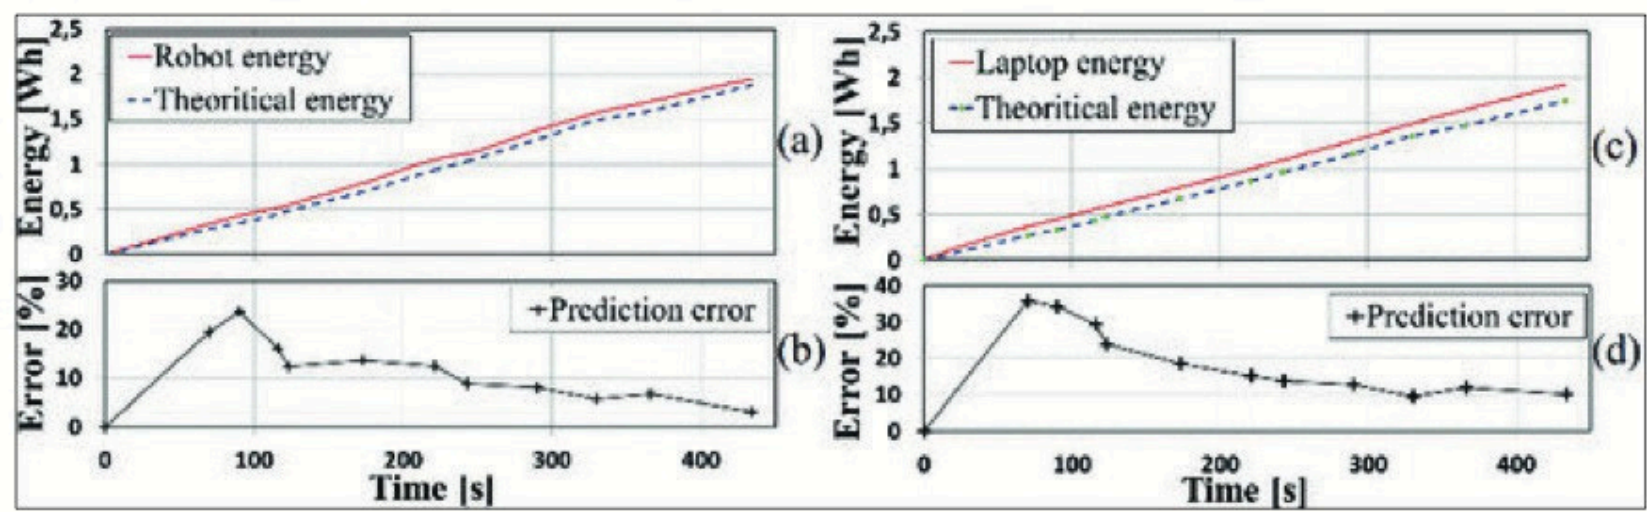 2,5
2
1,5
1
0,5
0
Energy [Wh]
Robot energy
Theoritical energy
(a)
30
20
10
0
Error [%]
Prediction error
(b)
0 100 200 300 400
Time [s]
2,5
2
1,5
1
0,5
0
Energy [Wh]
Laptop energy
Theoritical energy
(c)
40
30
20
10
0
Error [%]
Prediction error
(d)
0 100 200 300 400
Time [s]